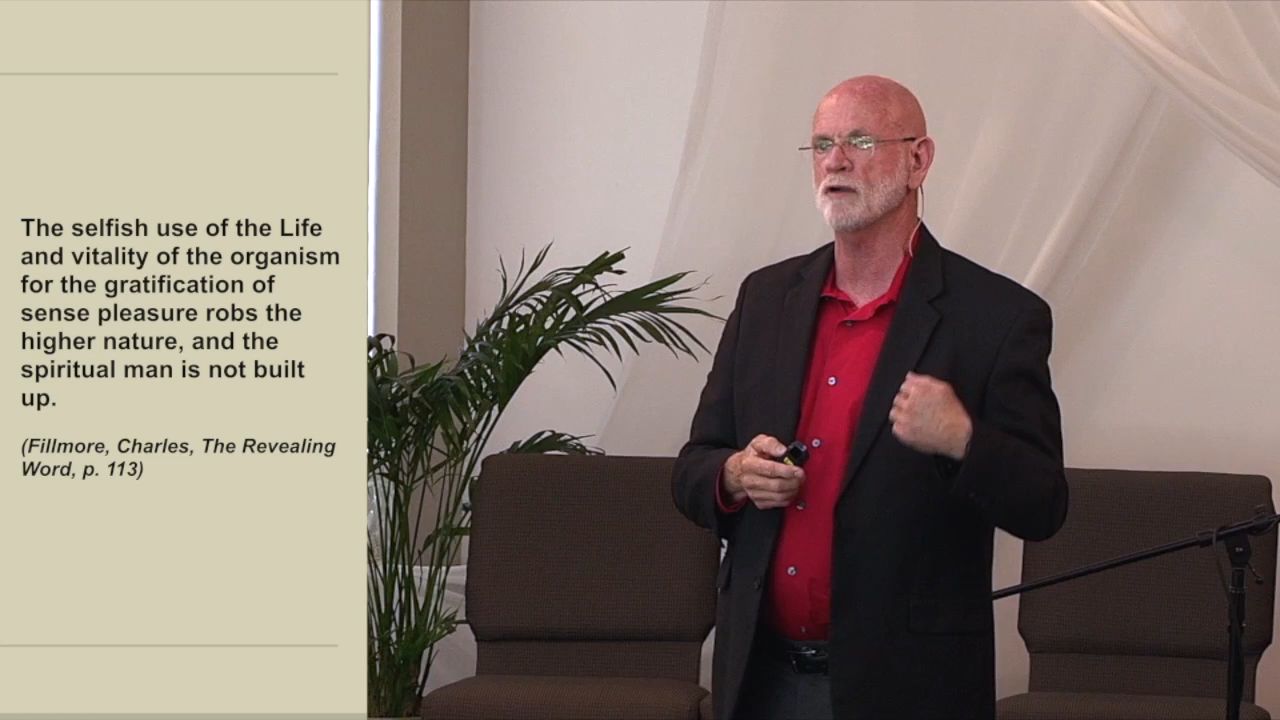 The selfish use of the Life
and vitality of the organism
for the gratification of
sense pleasure robs the
higher nature, and the
spiritual man is not built
up.
(Fillmore, Charles, The Revealing
Word, p. 113)